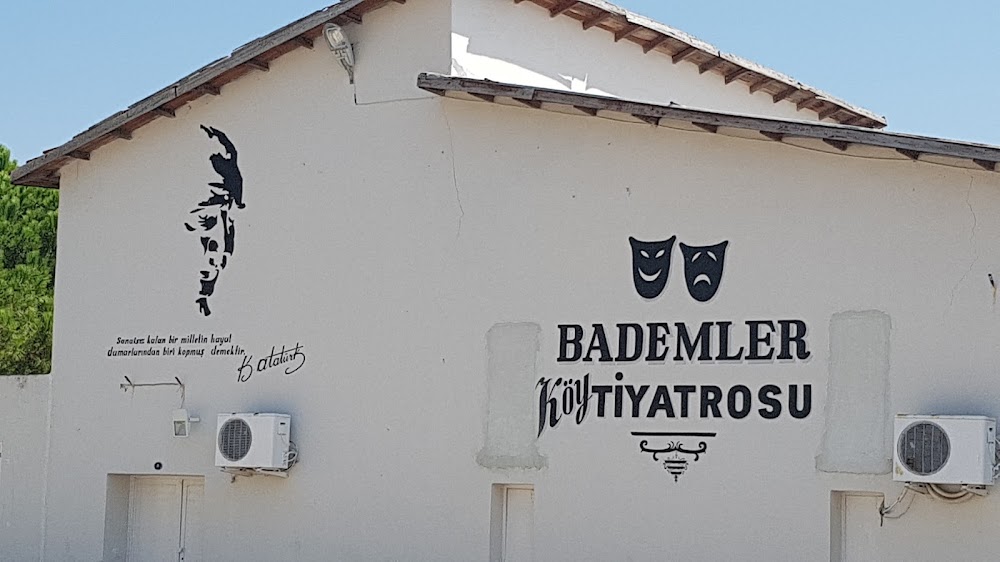 Sanatsız kalan bir milletin hayat
damarlarından biri kopmuş demektir.
K. Atatürk
BADEMLER
Köy TİYATROSU